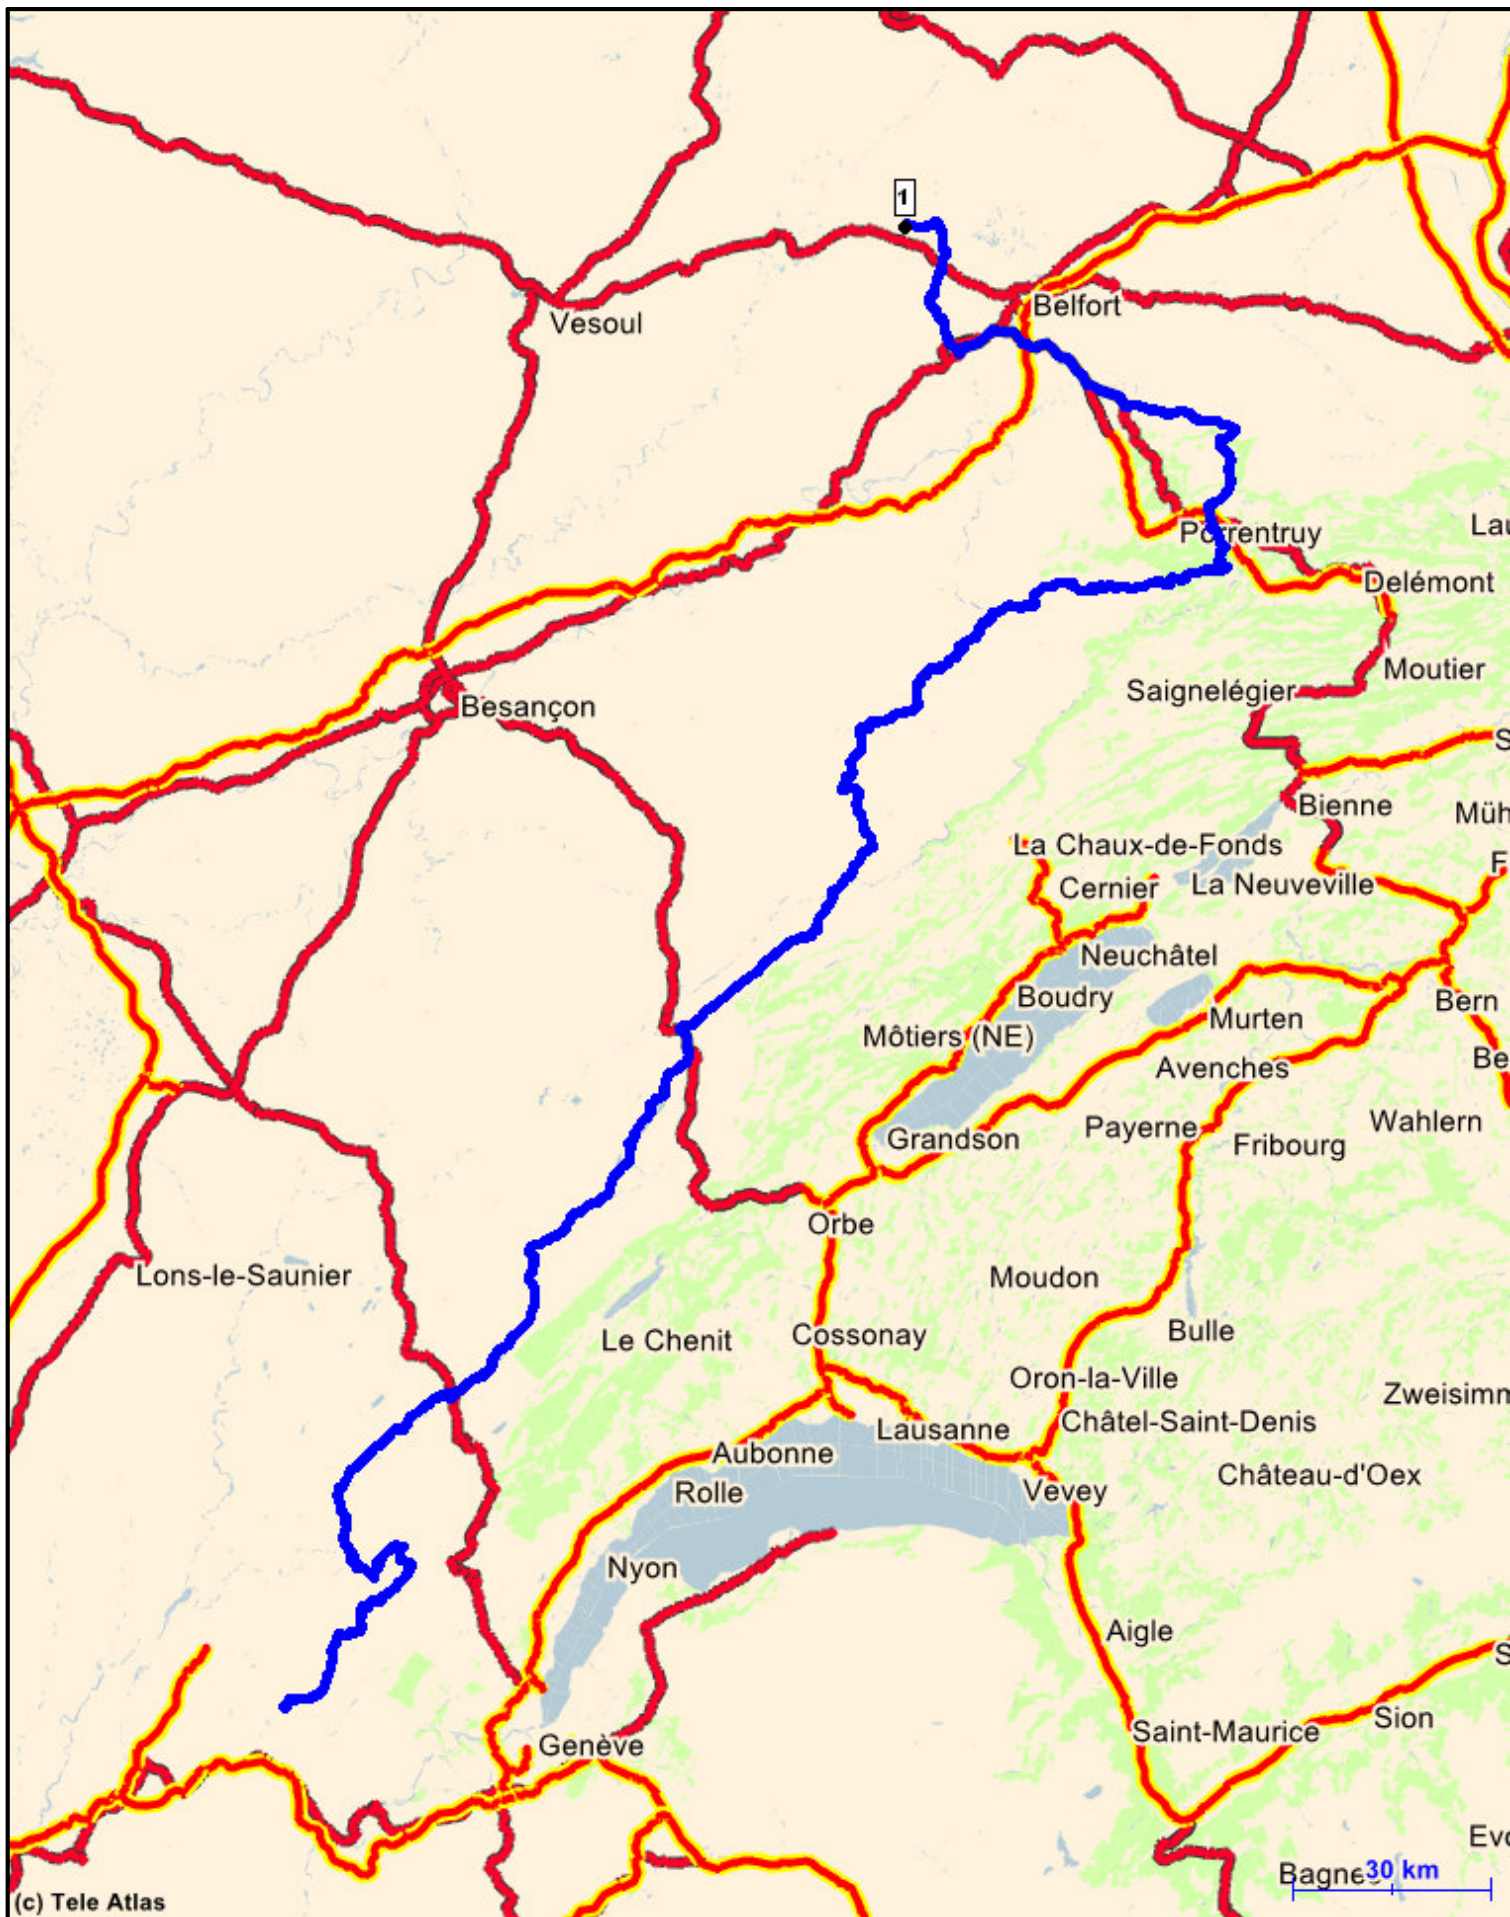 1
Belfort
Vesoul
Porrentruy
Delémont
Moutier
Saignelégier
Besançon
Bienne
La Chaux-de-Fonds
Cernier
La Neuveville
Neuchâtel
Boudry
Bern
Murten
Môtiers (NE)
Avenches
Wahlern
Payerne
Grandson
Fribourg
Orbe
Lons-le-Saunier
Moudon
Le Chenit
Cossonay
Bulle
Oron-la-Ville
Châtel-Saint-Denis
Lausanne
Aubonne
Château-d'Oex
Rolle
Vevey
Nyon
Aigle
Saint-Maurice
Sion
Genève
30 km
(c) Tele Atlas